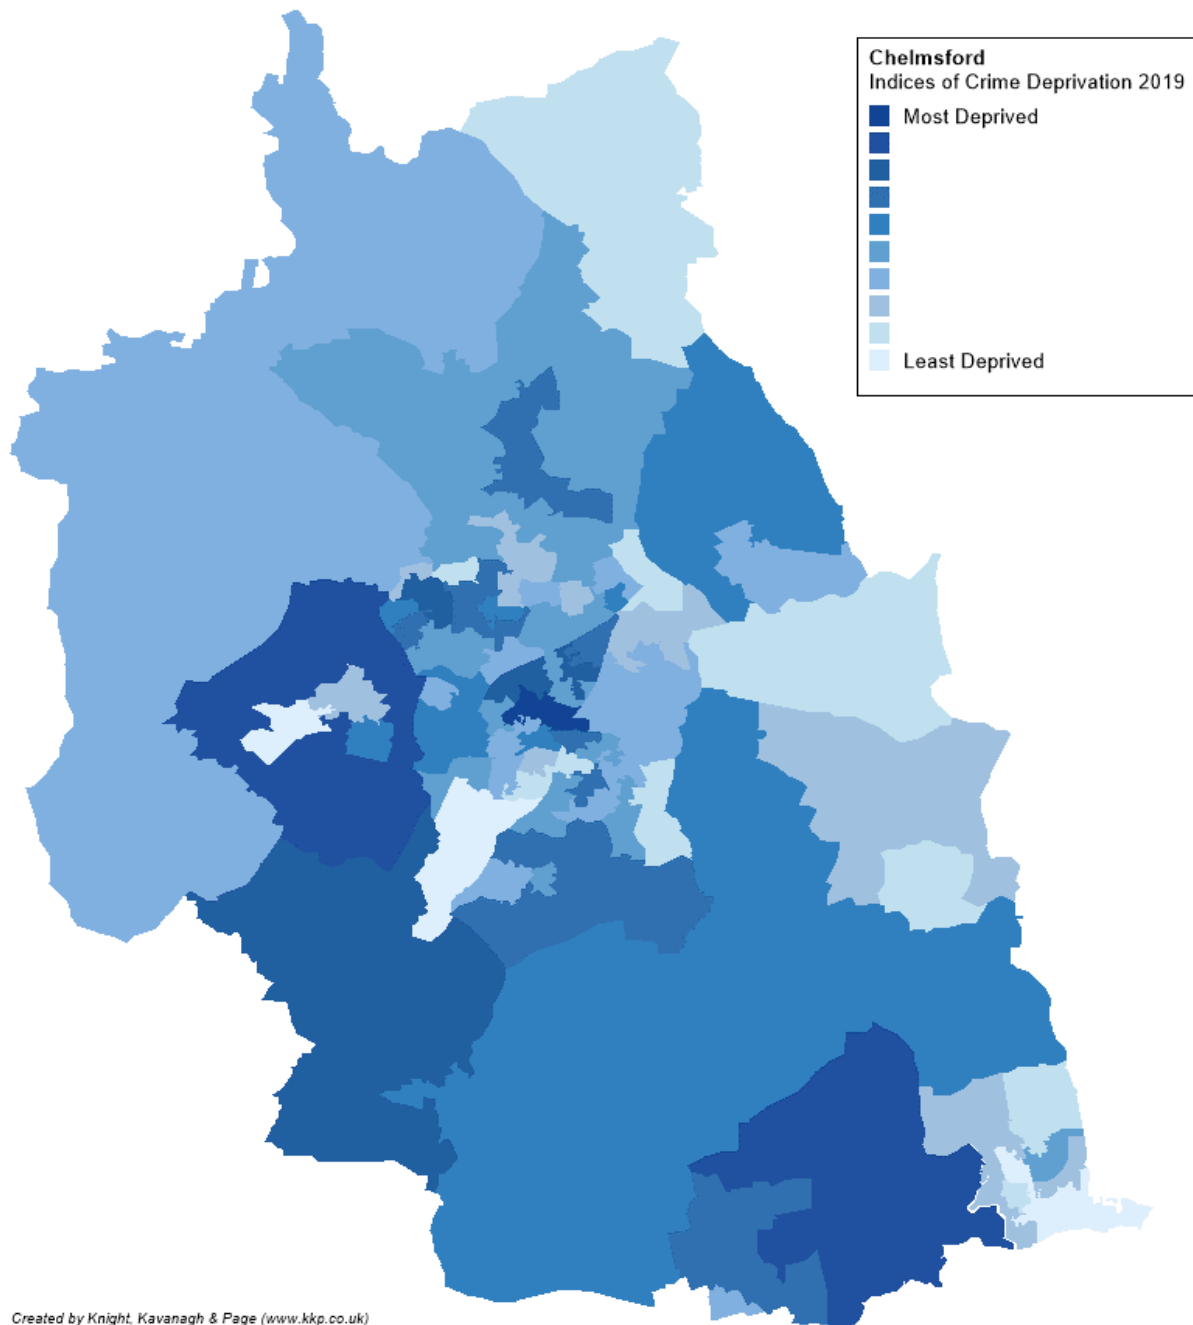 Chelmsford
Indices of Crime Deprivation 2019
Most Deprived
Least Deprived
Created by Knight, Kavanagh & Page (www.kkp.co.uk)